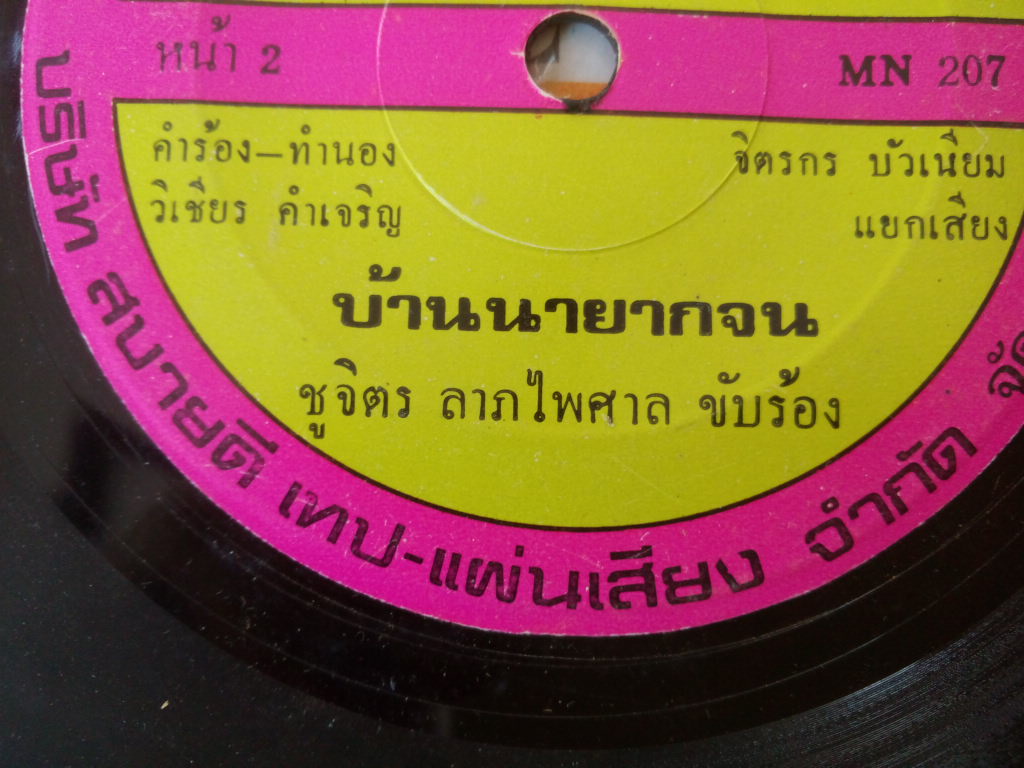 หน้า 2
MN 207
คำร้อง–ทำนอง
วิเชียร คำเจริญ
จิตรกร บัวเนียม
แยกเสียง
บ้านนายากจน
ชูจิตร ลาภไพศาล ขับร้อง
บริษัท สบายดี เทป-แผ่นเสียง จำกัด